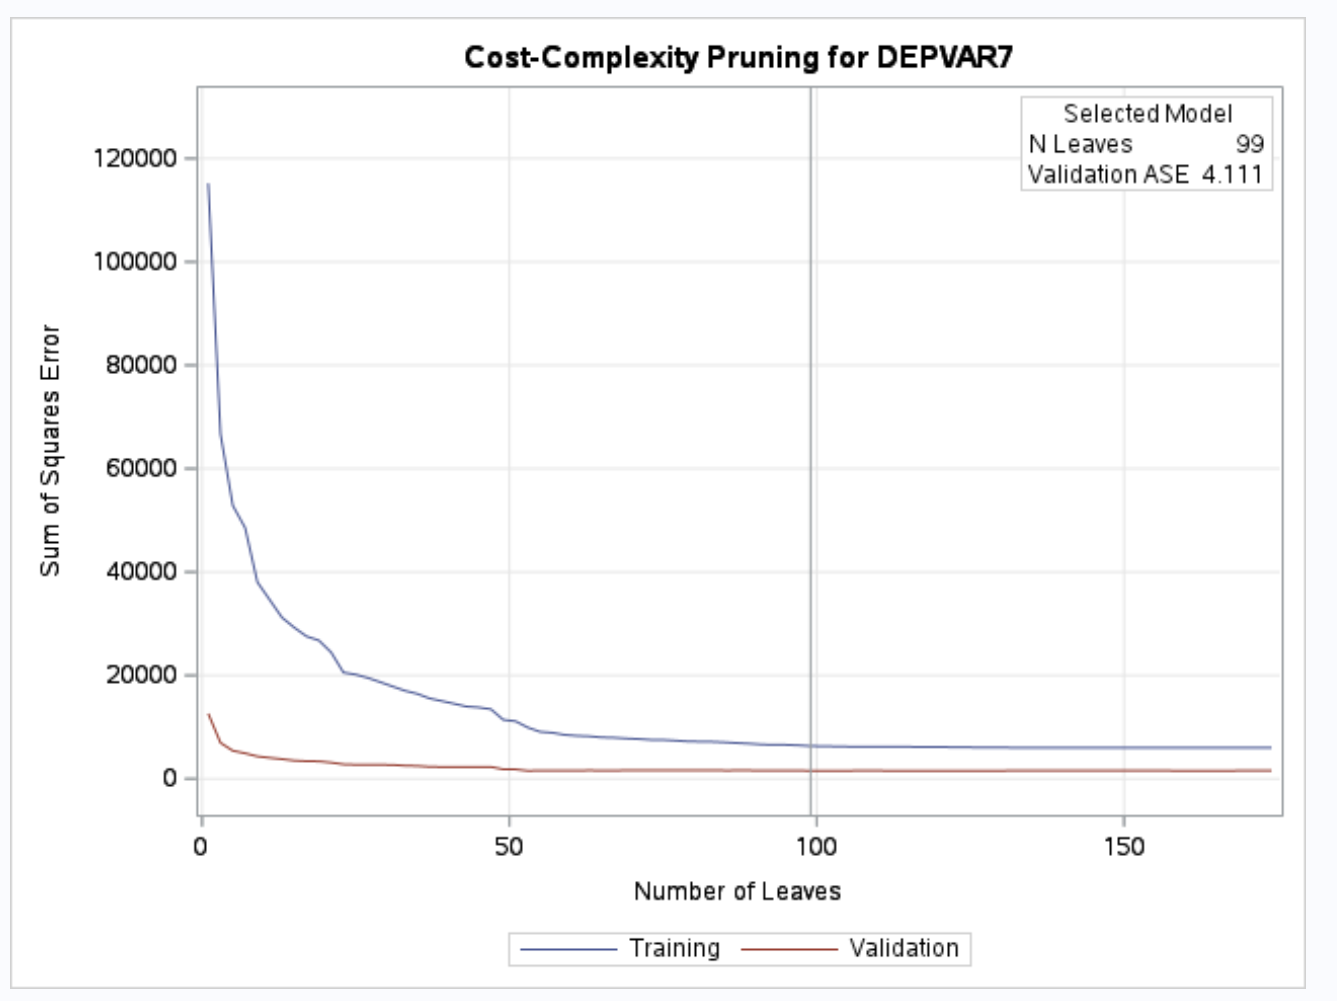 Cost-Complexity Pruning for DEPVAR7
Selected Model
N Leaves 99
Validation ASE 4.111
120000
100000
80000
60000
40000
20000
0
Sum of Squares Error
0 50 100 150
Number of Leaves
Training Validation